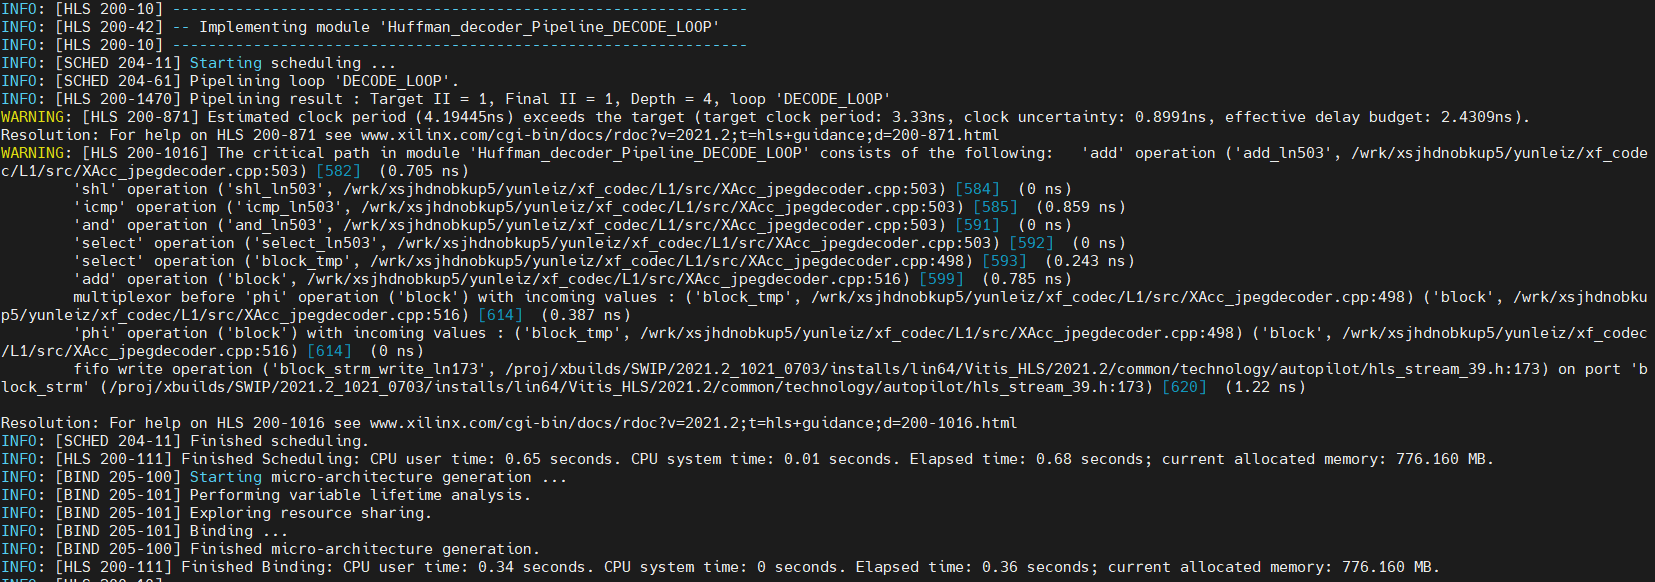 INFO: [HLS 200-10] ----------------------------------------------------------------
INFO: [HLS 200-42] -- Implementing module 'Huffman_decoder_Pipeline_DECODE_LOOP'
INFO: [HLS 200-10] ----------------------------------------------------------------
INFO: [SCHED 204-11] Starting scheduling ...
INFO: [SCHED 204-61] Pipelining loop 'DECODE_LOOP'.
INFO: [HLS 200-1470] Pipelining result : Target II = 1, Final II = 1, Depth = 4, loop 'DECODE_LOOP'
WARNING: [HLS 200-871] Estimated clock period (4.19445ns) exceeds the target (target clock period: 3.33ns, clock uncertainty: 0.8991ns, effective delay budget: 2.4309ns).
Resolution: For help on HLS 200-871 see www.xilinx.com/cgi-bin/docs/rdoc?v=2021.2;t=hls+guidance;d=200-871.html
WARNING: [HLS 200-1016] The critical path in module 'Huffman_decoder_Pipeline_DECODE_LOOP' consists of the following:   'add' operation ('add_ln503', /wrk/xsjhdnobkup5/yunleiz/xf_code
c/L1/src/XAcc_jpegdecoder.cpp:503) [582]  (0.705 ns)
'shl' operation ('shl_ln503', /wrk/xsjhdnobkup5/yunleiz/xf_codec/L1/src/XAcc_jpegdecoder.cpp:503) [584]  (0 ns)
'icmp' operation ('icmp_ln503', /wrk/xsjhdnobkup5/yunleiz/xf_codec/L1/src/XAcc_jpegdecoder.cpp:503) [585]  (0.859 ns)
'and' operation ('and_ln503', /wrk/xsjhdnobkup5/yunleiz/xf_codec/L1/src/XAcc_jpegdecoder.cpp:503) [591]  (0 ns)
'select' operation ('select_ln503', /wrk/xsjhdnobkup5/yunleiz/xf_codec/L1/src/XAcc_jpegdecoder.cpp:503) [592]  (0 ns)
'select' operation ('block_tmp', /wrk/xsjhdnobkup5/yunleiz/xf_codec/L1/src/XAcc_jpegdecoder.cpp:498) [593]  (0.243 ns)
'add' operation ('block', /wrk/xsjhdnobkup5/yunleiz/xf_codec/L1/src/XAcc_jpegdecoder.cpp:516) [599]  (0.785 ns)
multiplexor before 'phi' operation ('block') with incoming values : ('block_tmp', /wrk/xsjhdnobkup5/yunleiz/xf_codec/L1/src/XAcc_jpegdecoder.cpp:498) ('block', /wrk/xsjhdnobku
p5/yunleiz/xf_codec/L1/src/XAcc_jpegdecoder.cpp:516) [614]  (0.387 ns)
'phi' operation ('block') with incoming values : ('block_tmp', /wrk/xsjhdnobkup5/yunleiz/xf_codec/L1/src/XAcc_jpegdecoder.cpp:498) ('block', /wrk/xsjhdnobkup5/yunleiz/xf_codec
/L1/src/XAcc_jpegdecoder.cpp:516) [614]  (0 ns)
fifo write operation ('block_strm_write_ln173', /proj/xbuilds/SWIP/2021.2_1021_0703/installs/lin64/Vitis_HLS/2021.2/common/technology/autopilot/hls_stream_39.h:173) on port 'b
lock_strm' (/proj/xbuilds/SWIP/2021.2_1021_0703/installs/lin64/Vitis_HLS/2021.2/common/technology/autopilot/hls_stream_39.h:173) [620]  (1.22 ns)
Resolution: For help on HLS 200-1016 see www.xilinx.com/cgi-bin/docs/rdoc?v=2021.2;t=hls+guidance;d=200-1016.html
INFO: [SCHED 204-11] Finished scheduling.
INFO: [HLS 200-111] Finished Scheduling: CPU user time: 0.65 seconds. CPU system time: 0.01 seconds. Elapsed time: 0.68 seconds; current allocated memory: 776.160 MB.
INFO: [BIND 205-100] Starting micro-architecture generation ...
INFO: [BIND 205-101] Performing variable lifetime analysis.
INFO: [BIND 205-101] Exploring resource sharing.
INFO: [BIND 205-101] Binding ...
INFO: [BIND 205-100] Finished micro-architecture generation.
INFO: [HLS 200-111] Finished Binding: CPU user time: 0.34 seconds. CPU system time: 0 seconds. Elapsed time: 0.36 seconds; current allocated memory: 776.160 MB.